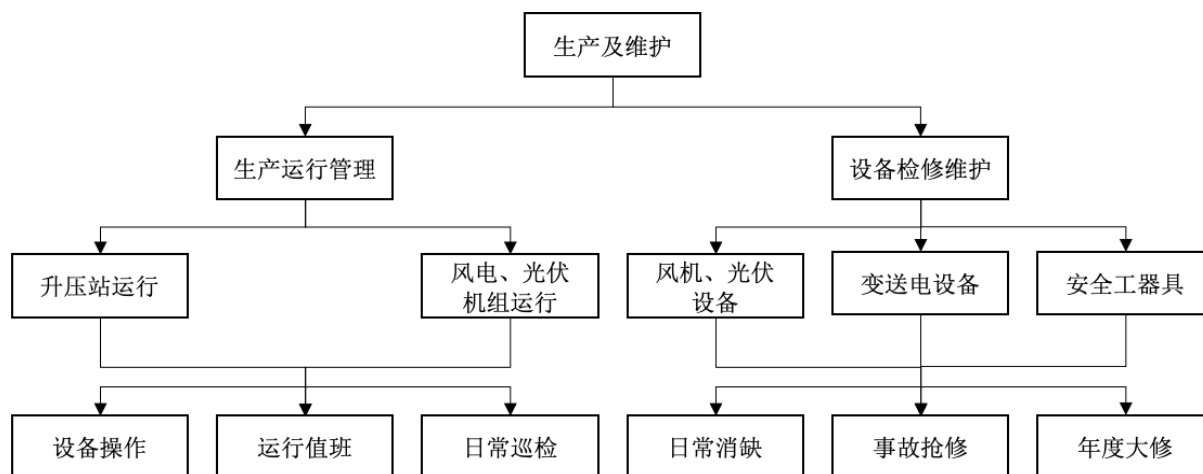 生产及维护
生产运行管理
设备检修维护
升压站运行
风电、光伏
机组运行
风机、光伏
设备
变送电设备
安全工器具
设备操作
运行值班
日常巡检
日常消缺
事故抢修
年度大修